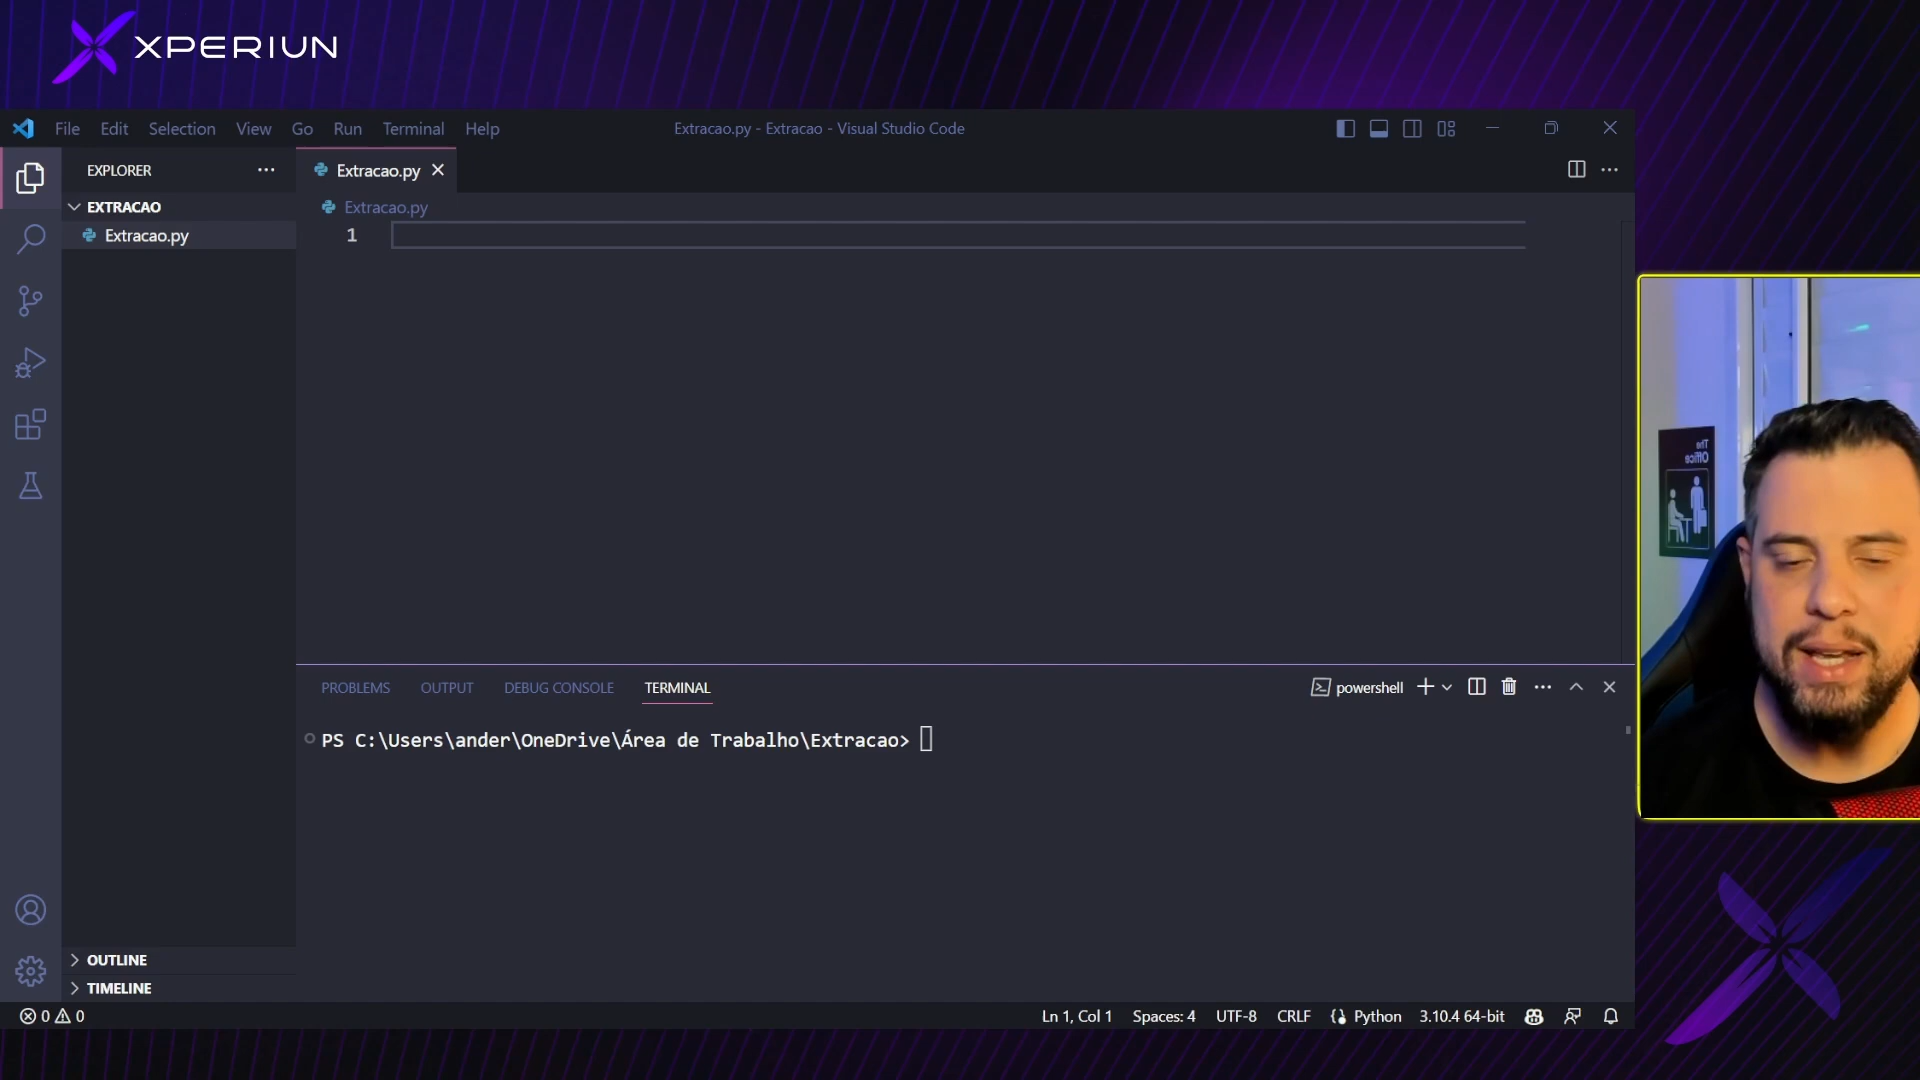 XPERIUN
File Edit Selection View Go Run Terminal Help
Extracao.py - Extracao - Visual Studio Code
EXPLORER
EXTRACAO
Extracao.py
OUTLINE
TIMELINE
Extracao.py
Extracao.py
1
The
Office
PROBLEMS OUTPUT DEBUG CONSOLE TERMINAL
powershell
PS C:\Users\ander\OneDrive\Área de Trabalho\Extracao>
0 0
Ln 1, Col 1 Spaces: 4 UTF-8 CRLF Python 3.10.4 64-bit